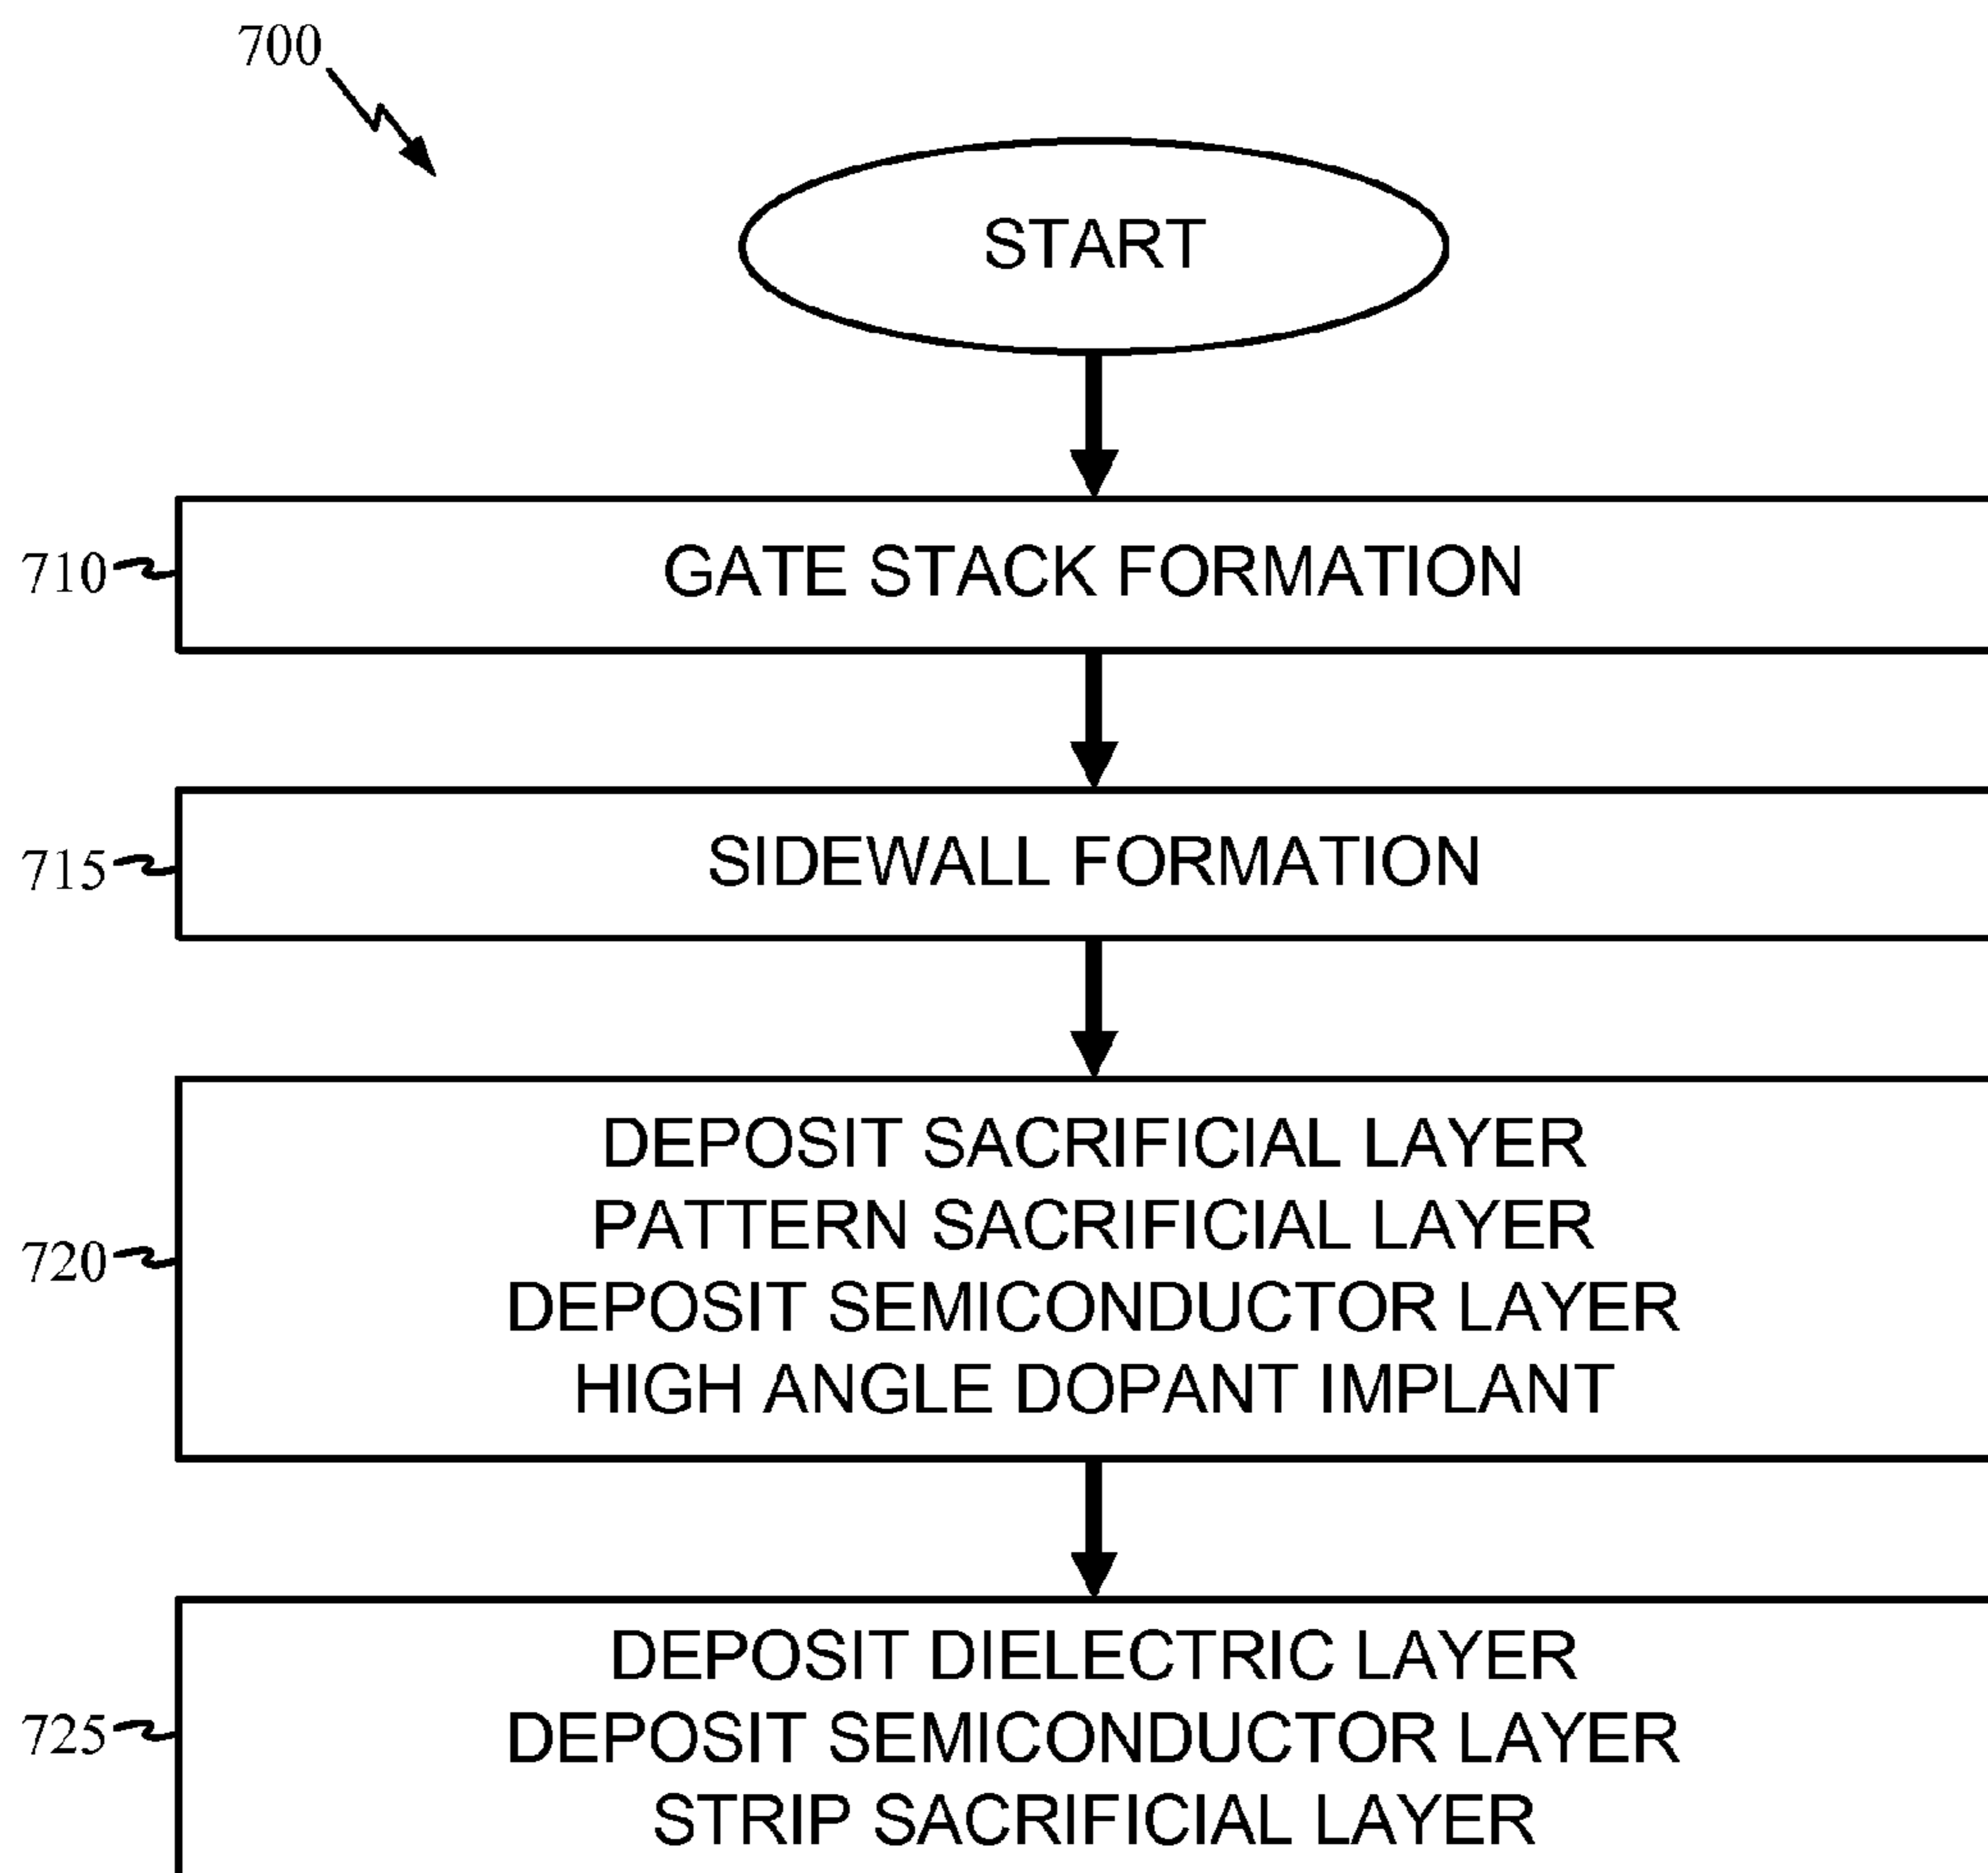 700
START
710
GATE STACK FORMATION
715
SIDEWALL FORMATION
720
DEPOSIT SACRIFICIAL LAYER
PATTERN SACRIFICIAL LAYER
DEPOSIT SEMICONDUCTOR LAYER
HIGH ANGLE DOPANT IMPLANT
725
DEPOSIT DIELECTRIC LAYER
DEPOSIT SEMICONDUCTOR LAYER
STRIP SACRIFICIAL LAYER